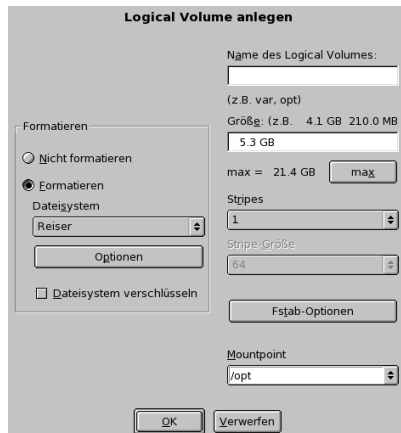 Logical Volume anlegen
Formatieren
Nicht formatieren
Formatieren
Dateisystem
Reiser
Optionen
Dateisystem verschlüsseln
Name des Logical Volumes:
(z.B. var, opt)
Größe: (z.B. 4.1 GB 210.0 MB
5.3 GB
max = 21.4 GB max
Stripes
1
Stripe-Größe
64
Fstab-Optionen
Mountpoint
/opt
OK Verwerfen